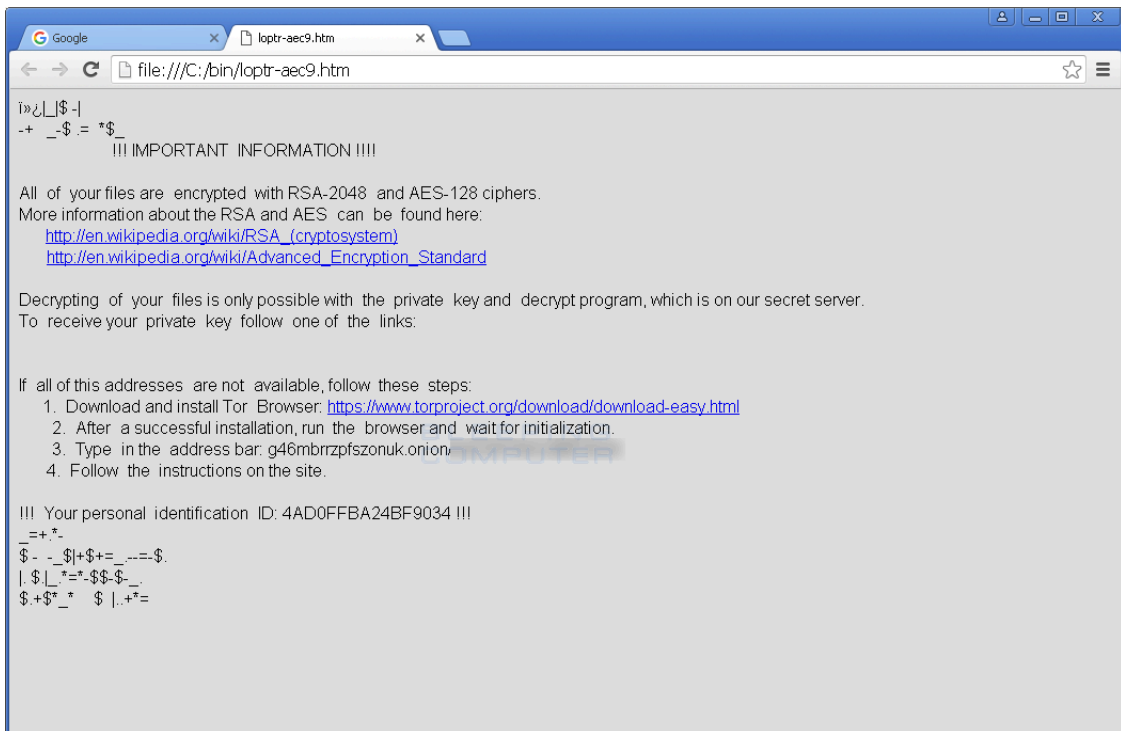 Google
loptr-aec9.htm
file:///C:/bin/loptr-aec9.htm
ï»¿|_|$ -|
-+ _-$ .= *$_
!!! IMPORTANT INFORMATION !!!!
All of your files are encrypted with RSA-2048 and AES-128 ciphers.
More information about the RSA and AES can be found here:
http://en.wikipedia.org/wiki/RSA_(cryptosystem)
http://en.wikipedia.org/wiki/Advanced_Encryption_Standard
Decrypting of your files is only possible with the private key and decrypt program, which is on our secret server.
To receive your private key follow one of the links:
If all of this addresses are not available, follow these steps:
1. Download and install Tor Browser: https://www.torproject.org/download/download-easy.html
2. After a successful installation, run the browser and wait for initialization.
3. Type in the address bar: g46mbrrzpfszonuk.onion/
4. Follow the instructions on the site.
BLEEPING
COMPUTER
!!! Your personal identification ID: 4AD0FFBA24BF9034 !!!
_=+.*-
$ - -_$|+$+=_.--=-$.
|. $.|_.*=*-$$-$-_.
$.+$*_* $ |..+*=